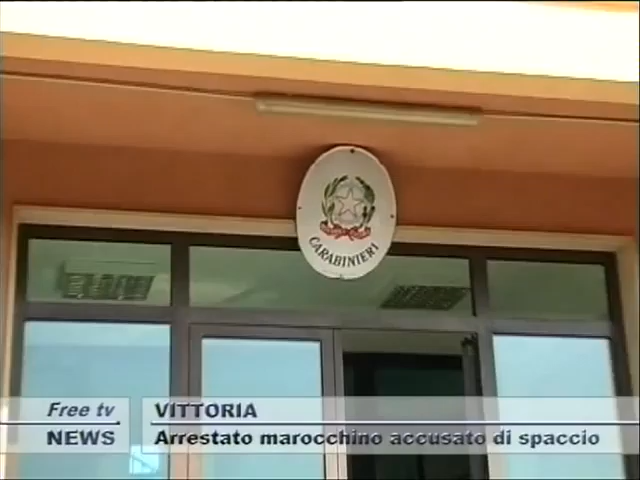 CARABINIERI
Free tv
NEWS
VITTORIA
Arrestato marocchino accusato di spaccio